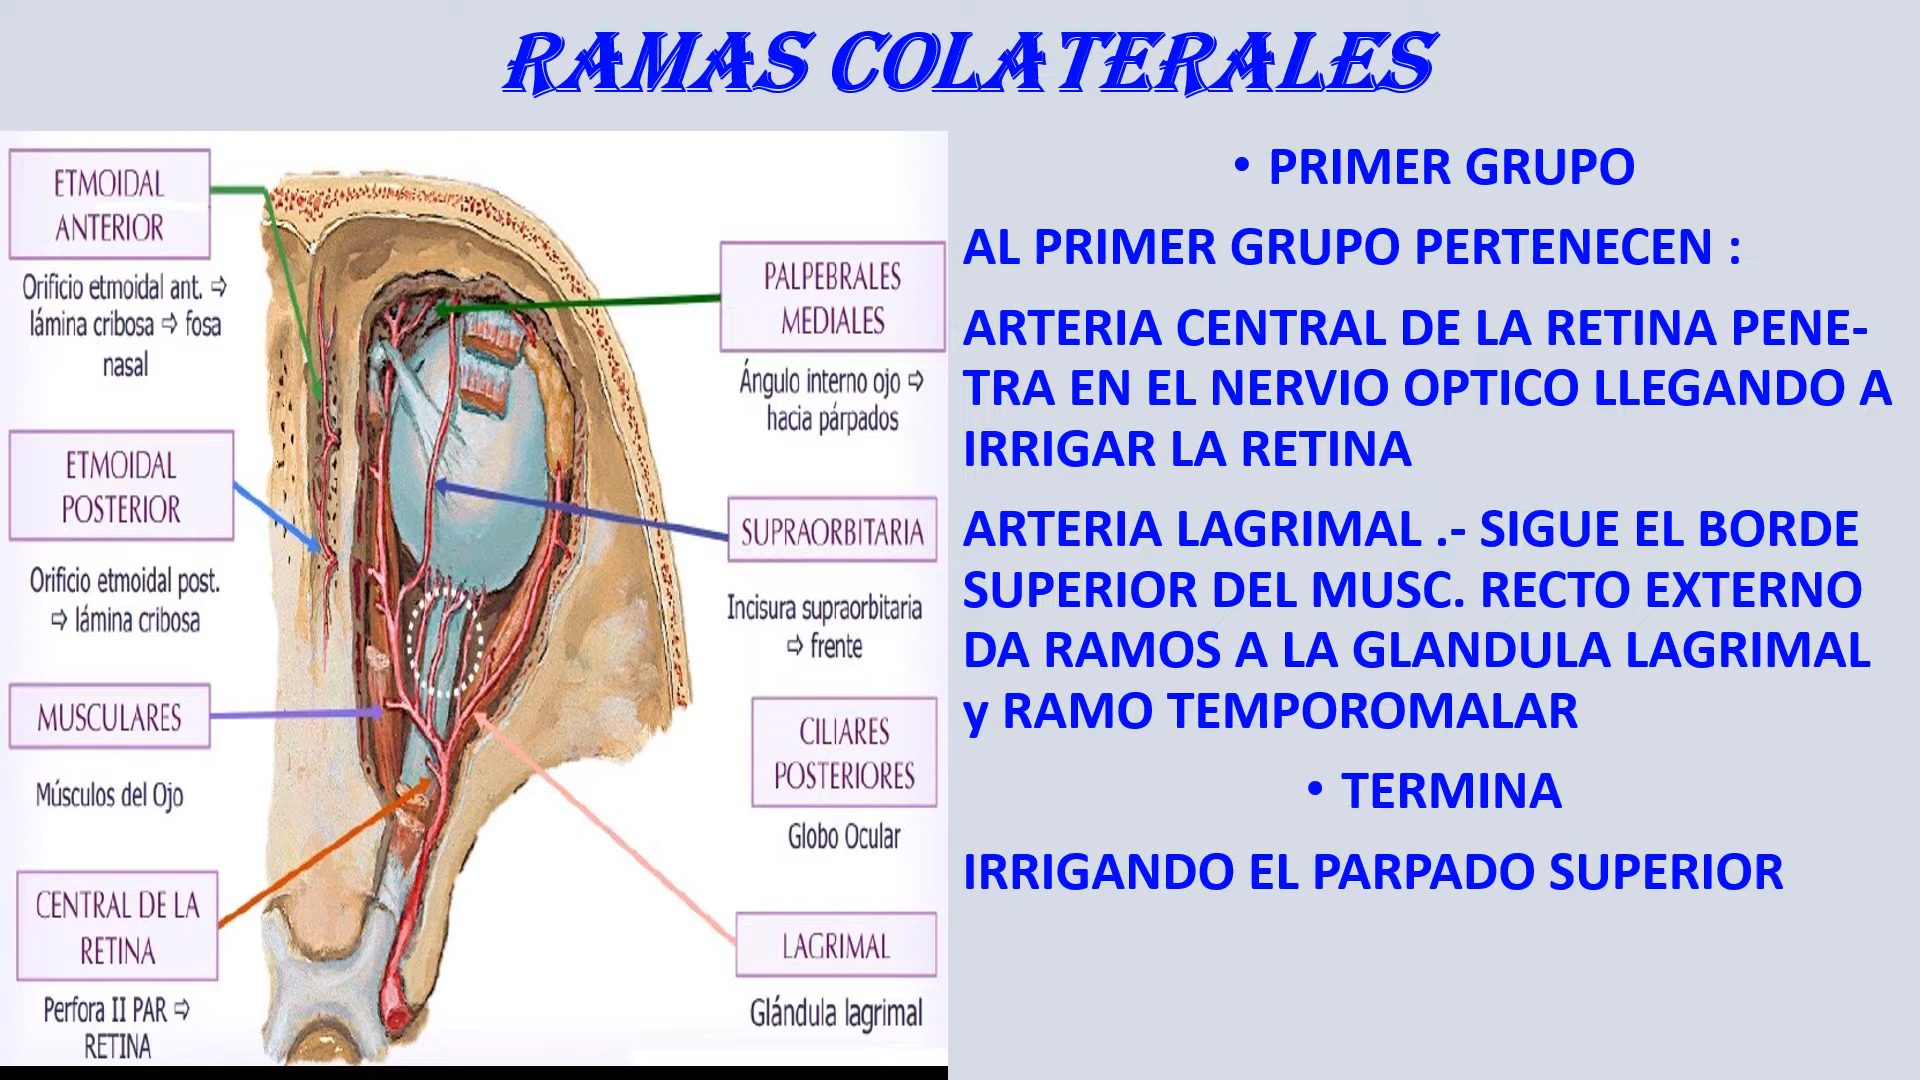 RAMAS COLATERALES
ETMOIDAL
ANTERIOR
Orificio etmoidal ant. ⇨
lámina cribosa ⇨ fosa
nasal
ETMOIDAL
POSTERIOR
Orificio etmoidal post.
⇨ lámina cribosa
MUSCULARES
Músculos del Ojo
CENTRAL DE LA
RETINA
Perfora II PAR ⇨
RETINA
PALPEBRALES
MEDIALES
Ángulo interno ojo ⇨
hacia párpados
SUPRAORBITARIA
Incisura supraorbitaria
⇨ frente
CILIARES
POSTERIORES
Globo Ocular
LAGRIMAL
Glándula lagrimal
• PRIMER GRUPO
AL PRIMER GRUPO PERTENECEN :
ARTERIA CENTRAL DE LA RETINA PENE-
TRA EN EL NERVIO OPTICO LLEGANDO A
IRRIGAR LA RETINA
ARTERIA LAGRIMAL .- SIGUE EL BORDE
SUPERIOR DEL MUSC. RECTO EXTERNO
DA RAMOS A LA GLANDULA LAGRIMAL
y RAMO TEMPOROMALAR
• TERMINA
IRRIGANDO EL PARPADO SUPERIOR